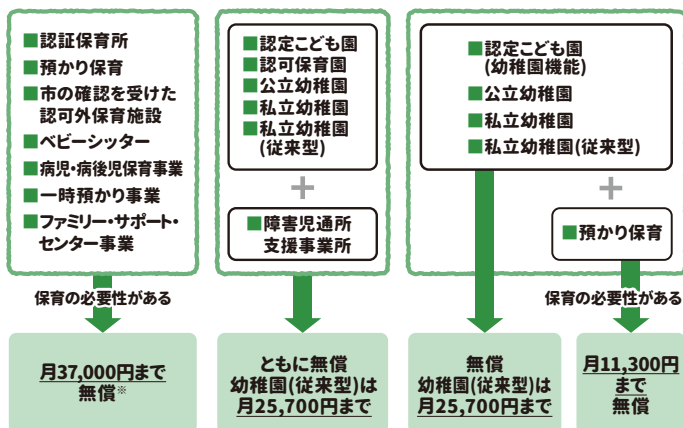 ■認証保育所
■預かり保育
■市の確認を受けた
認可外保育施設
■ベビーシッター
■病児・病後児保育事業
■一時預かり事業
■ファミリー・サポート・
センター事業
保育の必要性がある
月37,000円まで
無償※
■認定こども園
■認可保育園
■公立幼稚園
■私立幼稚園
■私立幼稚園
(従来型)
+
■障害児通所
支援事業所
ともに無償
幼稚園(従来型)は
月25,700円まで
■認定こども園
(幼稚園機能)
■公立幼稚園
■私立幼稚園
■私立幼稚園(従来型)
+
■預かり保育
保育の必要性がある
無償
幼稚園(従来型)は
月25,700円まで
月11,300円
まで
無償